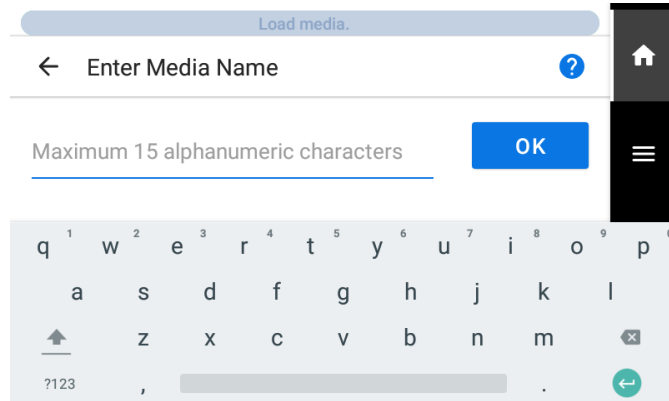 Load media.
Enter Media Name ?
Maximum 15 alphanumeric characters OK
q 1 w 2 e 3 r 4 t 5 y 6 u 7 i 8 o 9 p
a s d f g h j k l
z x c v b n m
?123 , .